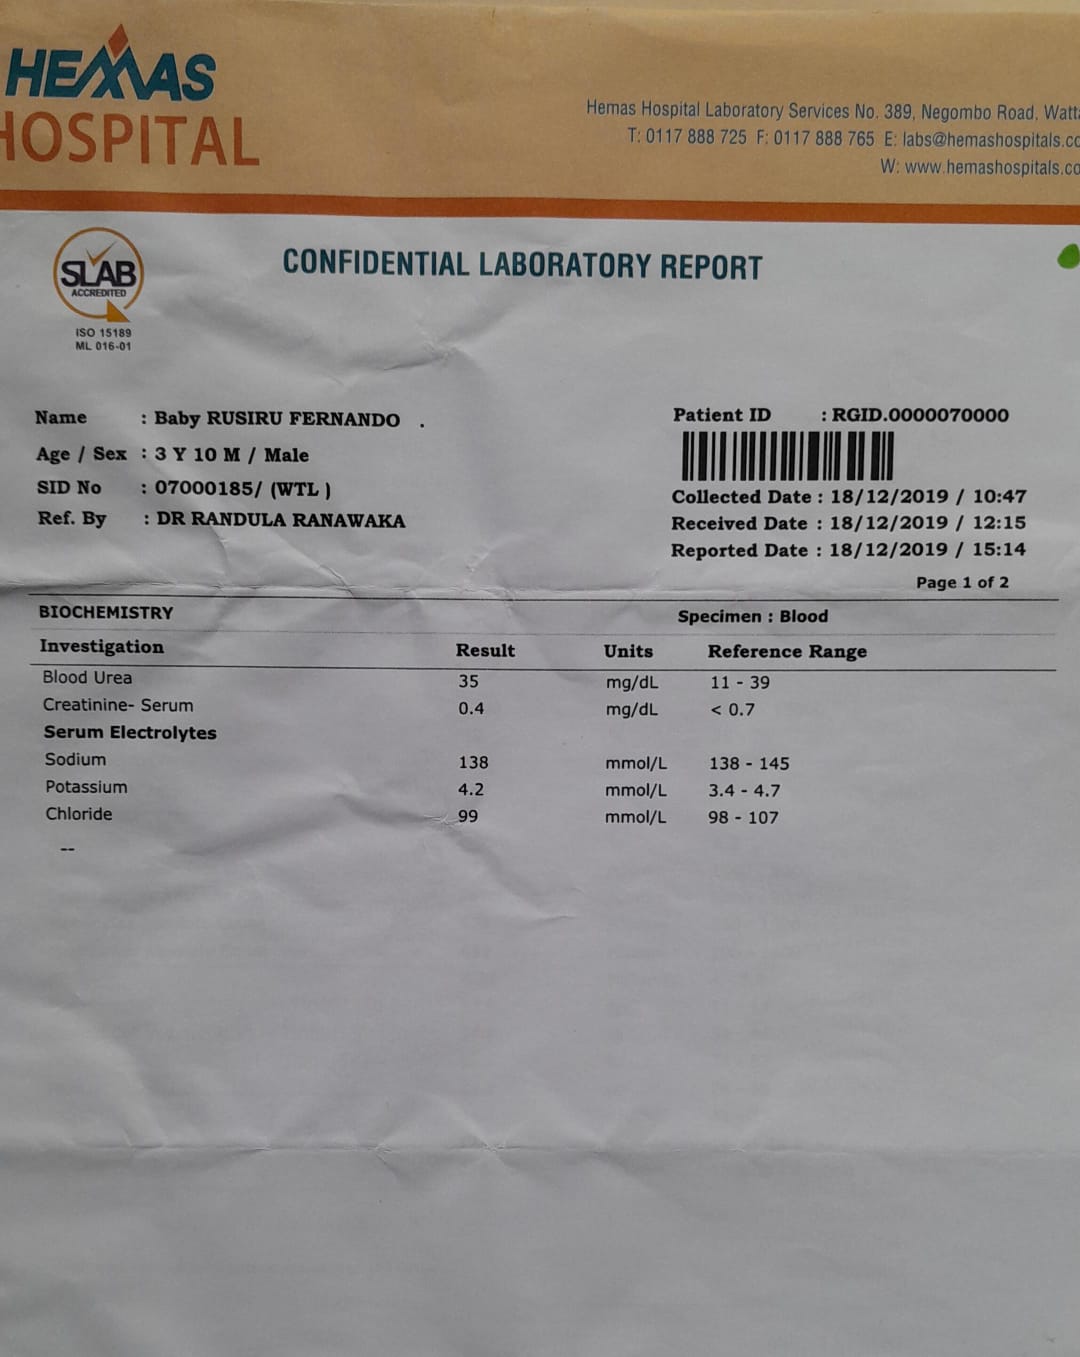 HEMAS
HOSPITAL
Hemas Hospital Laboratory Services No. 389, Negombo Road, Watta
T: 0117 888 725 F: 0117 888 765 E: labs@hemashospitals.co
W: www.hemashospitals.co
SLAB
ACCREDITED
ISO 15189
ML 016-01
CONFIDENTIAL LABORATORY REPORT
Name : Baby RUSIRU FERNANDO .
Age / Sex : 3 Y 10 M / Male
SID No : 07000185/ (WTL )
Ref. By : DR RANDULA RANAWAKA
Patient ID : RGID.0000070000
Collected Date : 18/12/2019 / 10:47
Received Date : 18/12/2019 / 12:15
Reported Date : 18/12/2019 / 15:14
Page 1 of 2
BIOCHEMISTRY Specimen : Blood
Investigation Result Units Reference Range
Blood Urea 35 mg/dL 11 - 39
Creatinine- Serum 0.4 mg/dL < 0.7
Serum Electrolytes
Sodium 138 mmol/L 138 - 145
Potassium 4.2 mmol/L 3.4 - 4.7
Chloride 99 mmol/L 98 - 107
--